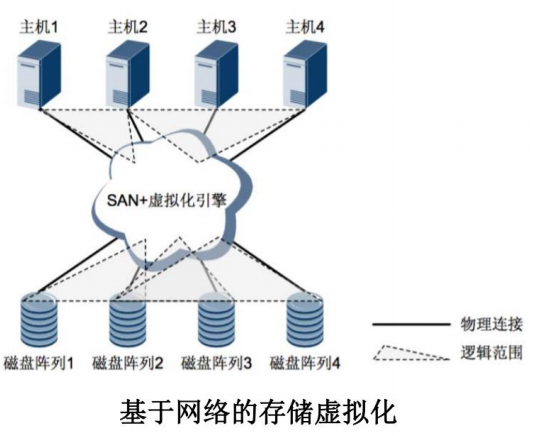 主机1 主机2 主机3 主机4
SAN+虚拟化引擎
磁盘阵列1 磁盘阵列2 磁盘阵列3 磁盘阵列4
物理连接
逻辑范围
基于网络的存储虚拟化